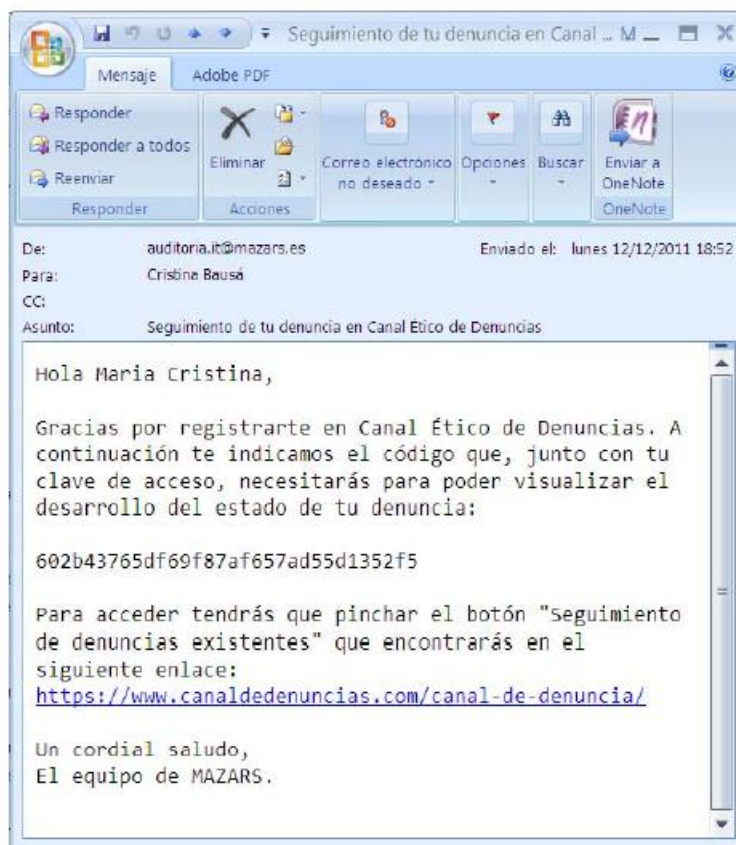 Seguimiento de tu denuncia en Canal ... M
Mensaje Adobe PDF
Responder
Responder a todos
Reenviar
Responder
Eliminar
Acciones
Correo electrónico
no deseado
Opciones
Buscar
Enviar a
OneNote
OneNote
De: auditoria.it@mazars.es Enviado el: lunes 12/12/2011 18:52
Para: Cristina Bausá
CC:
Asunto: Seguimiento de tu denuncia en Canal Ético de Denuncias
Hola Maria Cristina,
Gracias por registrarte en Canal Ético de Denuncias. A
continuación te indicamos el código que, junto con tu
clave de acceso, necesitarás para poder visualizar el
desarrollo del estado de tu denuncia:
602b43765df69f87af657ad55d1352f5
Para acceder tendrás que pinchar el botón "Seguimiento
de denuncias existentes" que encontrarás en el
siguiente enlace:
https://www.canaldedenuncias.com/canal-de-denuncia/
Un cordial saludo,
El equipo de MAZARS.